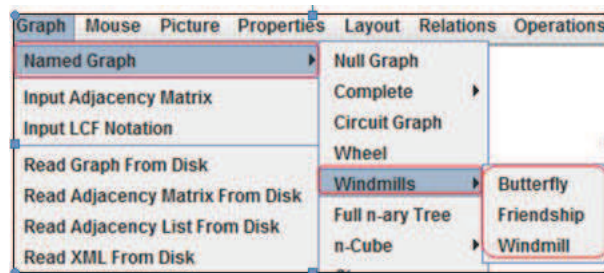 Graph Mouse Picture Properties Layout Relations Operations
Named Graph
Input Adjacency Matrix
Input LCF Notation
Read Graph From Disk
Read Adjacency Matrix From Disk
Read Adjacency List From Disk
Read XML From Disk
Null Graph
Complete
Circuit Graph
Wheel
Windmills
Full n-ary Tree
n-Cube
Butterfly
Friendship
Windmill